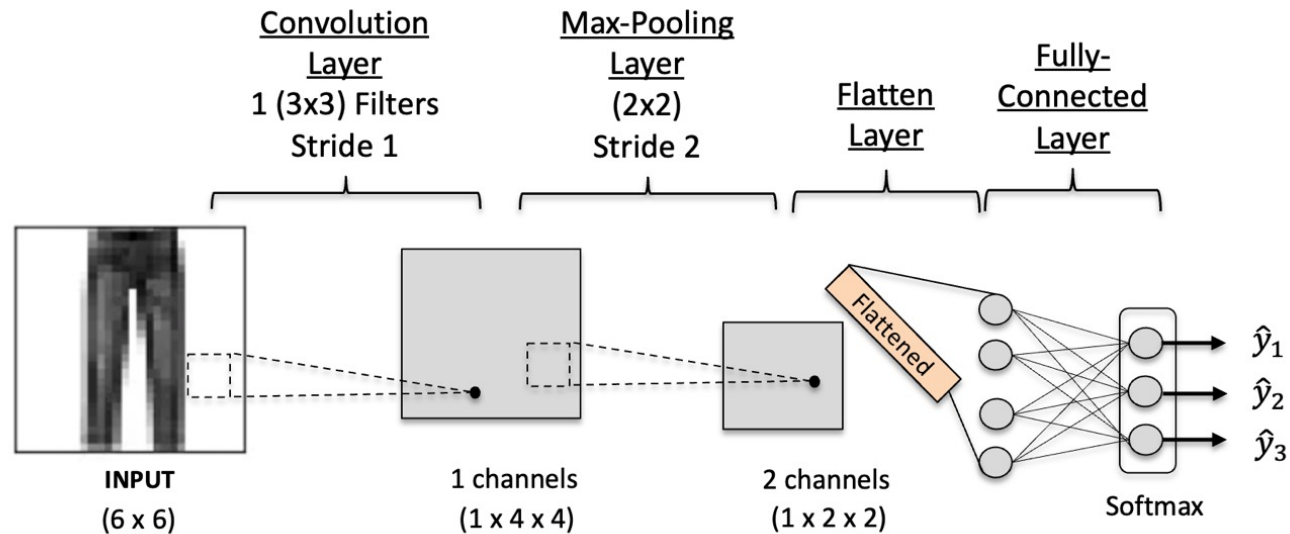 Convolution
Layer
1 (3x3) Filters
Stride 1
Max-Pooling
Layer
(2x2)
Stride 2
Flatten
Layer
Fully-
Connected
Layer
Flattened
ŷ₁
ŷ₂
ŷ₃
INPUT
(6 x 6)
1 channels
(1 x 4 x 4)
2 channels
(1 x 2 x 2)
Softmax